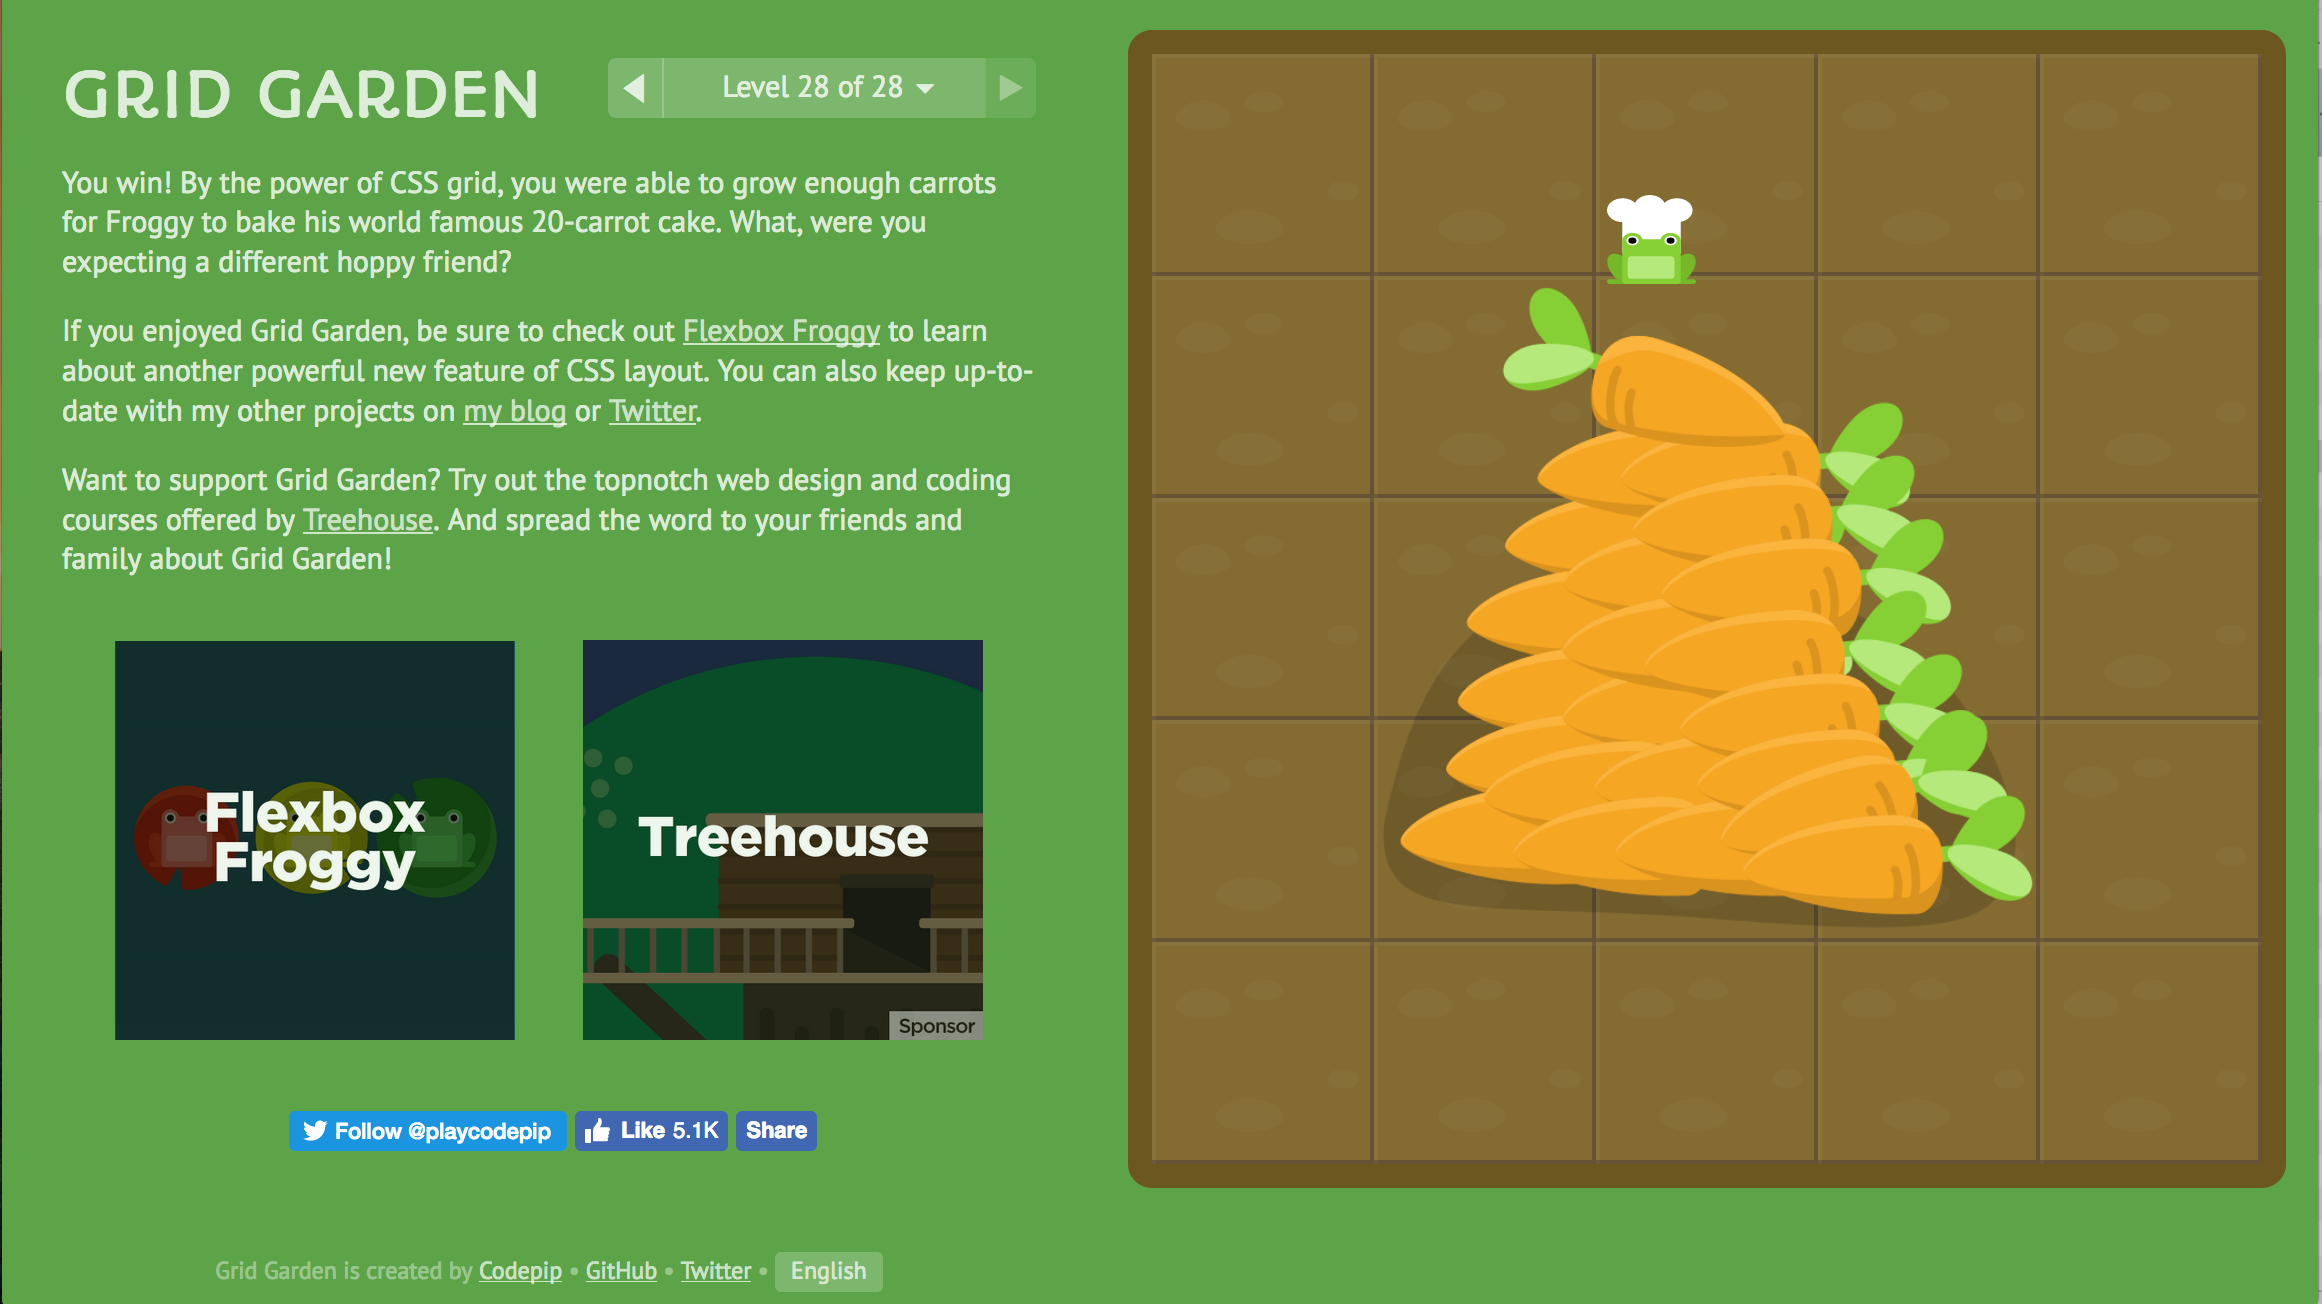 GRID GARDEN
Level 28 of 28
You win! By the power of CSS grid, you were able to grow enough carrots
for Froggy to bake his world famous 20-carrot cake. What, were you
expecting a different hoppy friend?
If you enjoyed Grid Garden, be sure to check out Flexbox Froggy to learn
about another powerful new feature of CSS layout. You can also keep up-to-
date with my other projects on my blog or Twitter.
Want to support Grid Garden? Try out the topnotch web design and coding
courses offered by Treehouse. And spread the word to your friends and
family about Grid Garden!
Flexbox
Froggy
Treehouse
Sponsor
Follow @playcodepip
Like 5.1K
Share
Grid Garden is created by Codepip • GitHub • Twitter • English